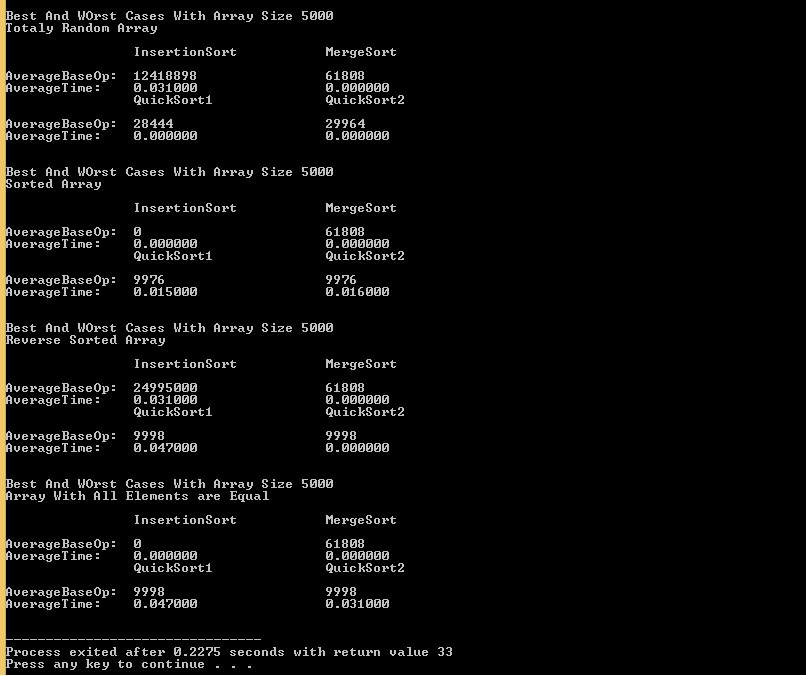 Best And WOrst Cases With Array Size 5000
Totaly Random Array
InsertionSort MergeSort
AverageBaseOp: 12418898 61808
AverageTime: 0.031000 0.000000
QuickSort1 QuickSort2
AverageBaseOp: 28444 29964
AverageTime: 0.000000 0.000000
Best And WOrst Cases With Array Size 5000
Sorted Array
InsertionSort MergeSort
AverageBaseOp: 0 61808
AverageTime: 0.000000 0.000000
QuickSort1 QuickSort2
AverageBaseOp: 9976 9976
AverageTime: 0.015000 0.016000
Best And WOrst Cases With Array Size 5000
Reverse Sorted Array
InsertionSort MergeSort
AverageBaseOp: 24995000 61808
AverageTime: 0.031000 0.000000
QuickSort1 QuickSort2
AverageBaseOp: 9998 9998
AverageTime: 0.047000 0.000000
Best And WOrst Cases With Array Size 5000
Array With All Elements are Equal
InsertionSort MergeSort
AverageBaseOp: 0 61808
AverageTime: 0.000000 0.000000
QuickSort1 QuickSort2
AverageBaseOp: 9998 9998
AverageTime: 0.047000 0.031000
--------------------------------
Process exited after 0.2275 seconds with return value 33
Press any key to continue . . .